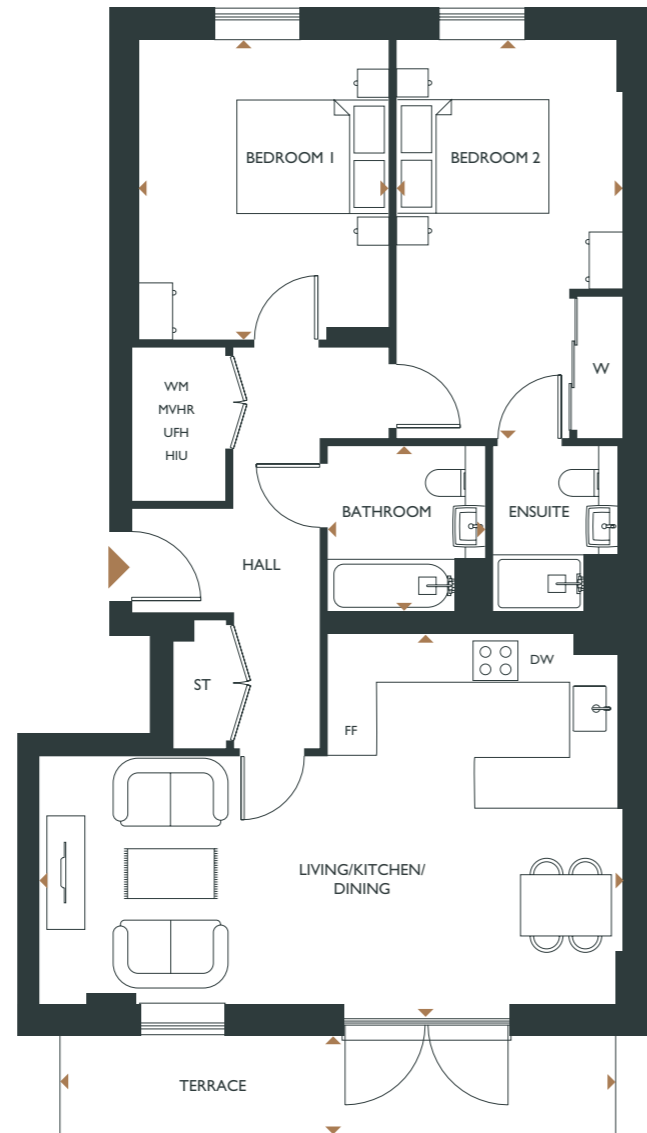 BEDROOM 1
BEDROOM 2
WM
MVHR
UFH
HIU
W
BATHROOM
ENSUITE
HALL
ST
DW
FF
LIVING/KITCHEN/
DINING
TERRACE